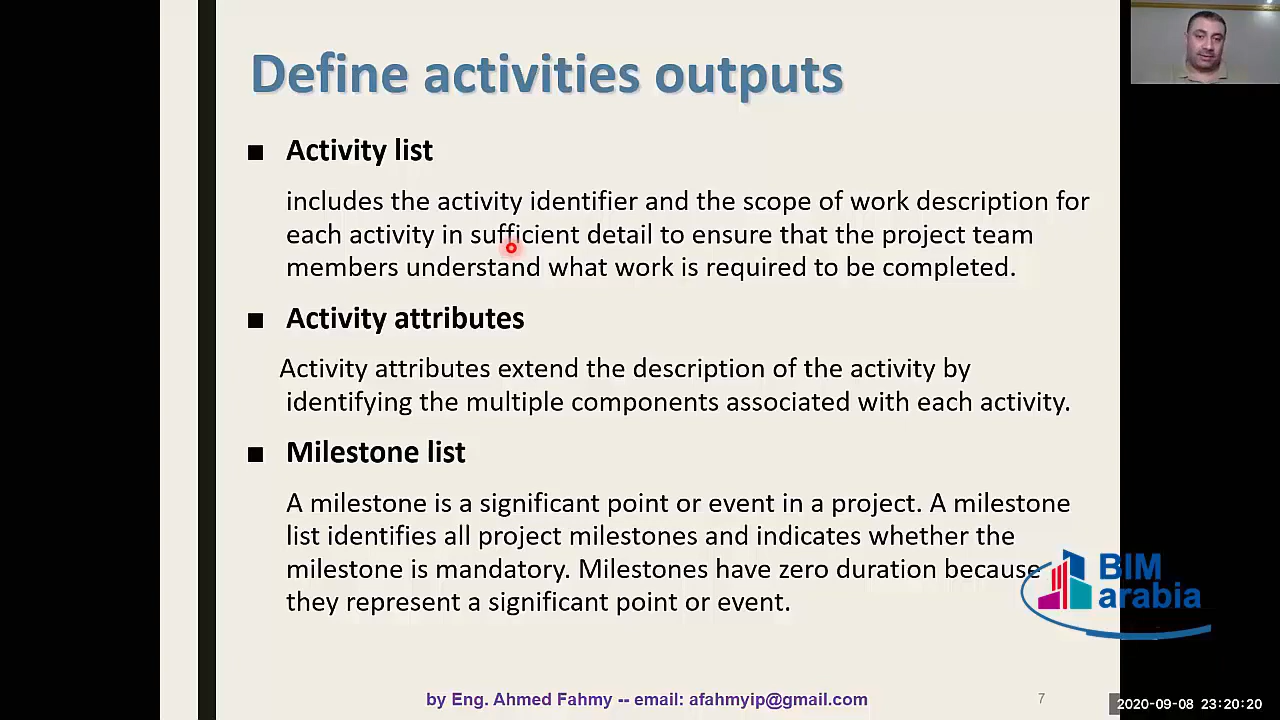 Define activities outputs
■ Activity list
includes the activity identifier and the scope of work description for
each activity in sufficient detail to ensure that the project team
members understand what work is required to be completed.
■ Activity attributes
Activity attributes extend the description of the activity by
identifying the multiple components associated with each activity.
■ Milestone list
A milestone is a significant point or event in a project. A milestone
list identifies all project milestones and indicates whether the
milestone is mandatory. Milestones have zero duration because
they represent a significant point or event.
BIM
arabia
by Eng. Ahmed Fahmy -- email: afahmyip@gmail.com
7
2020-09-08 23:20:20